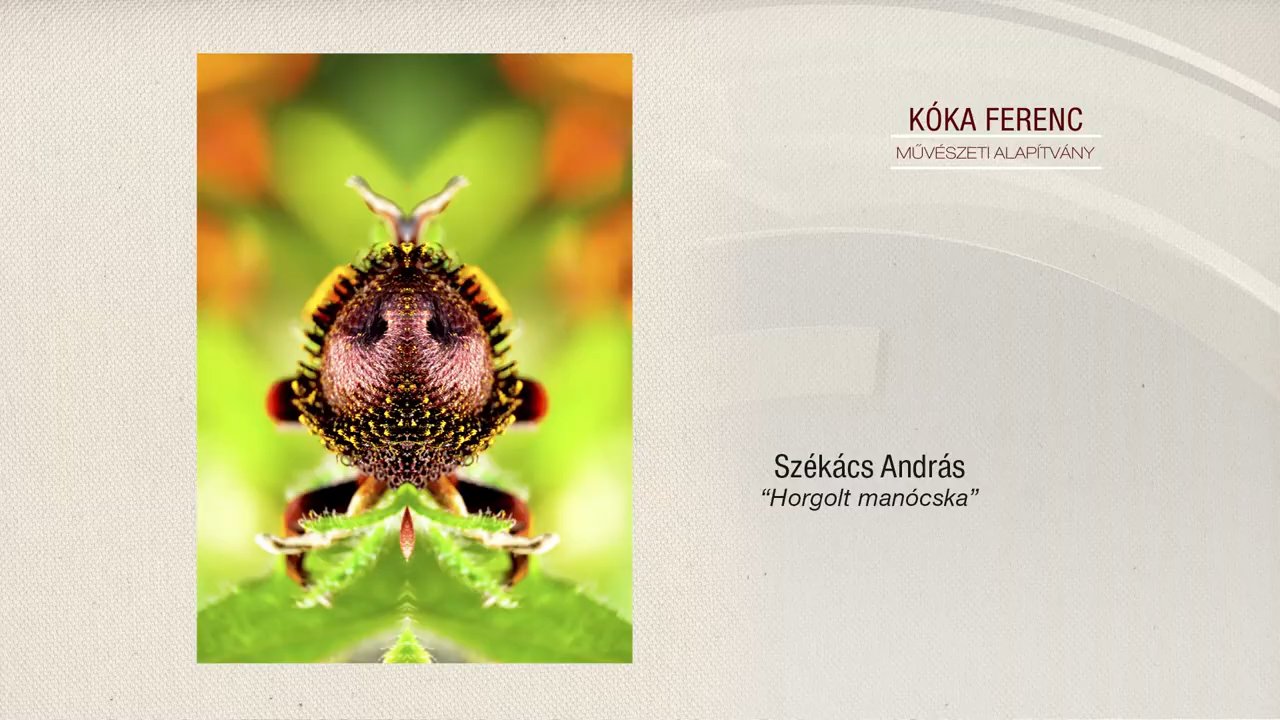 KÓKA FERENC
MŰVÉSZETI ALAPÍTVÁNY
Székács András
“Horgolt manócska”